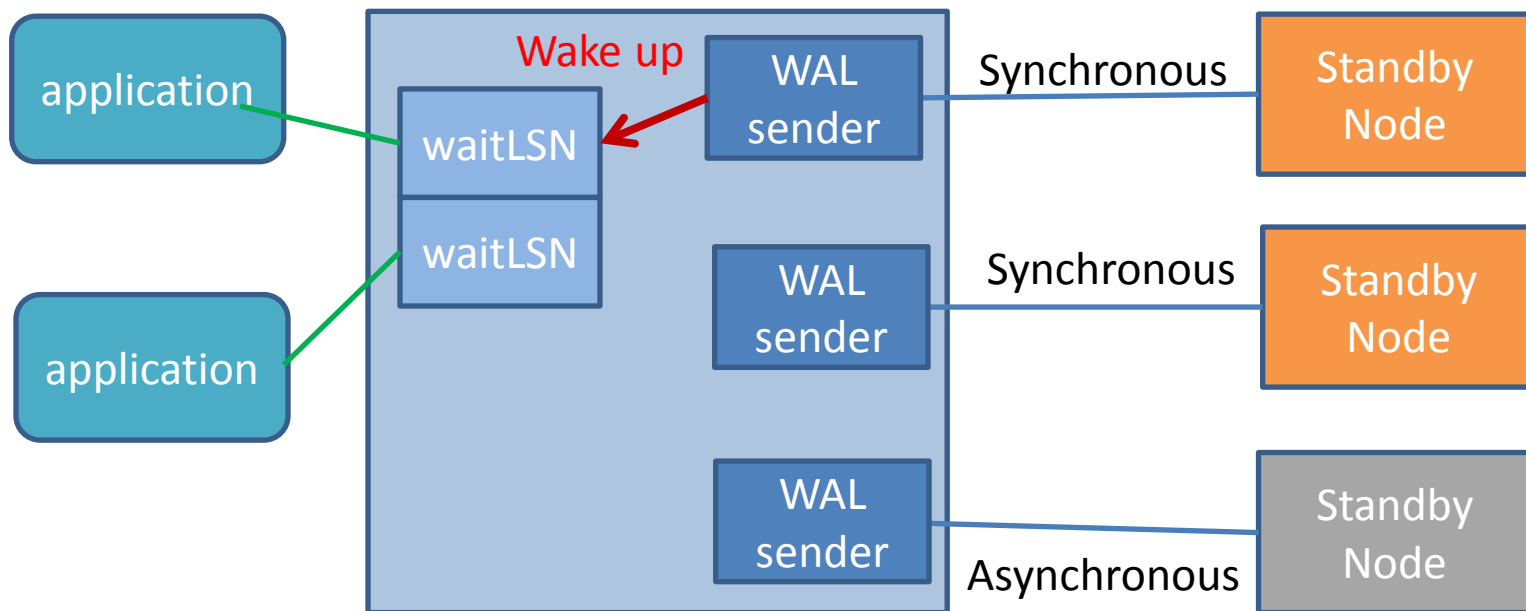 application
application
Wake up
waitLSN
waitLSN
WAL
sender
WAL
sender
WAL
sender
Synchronous
Synchronous
Asynchronous
Standby
Node
Standby
Node
Standby
Node